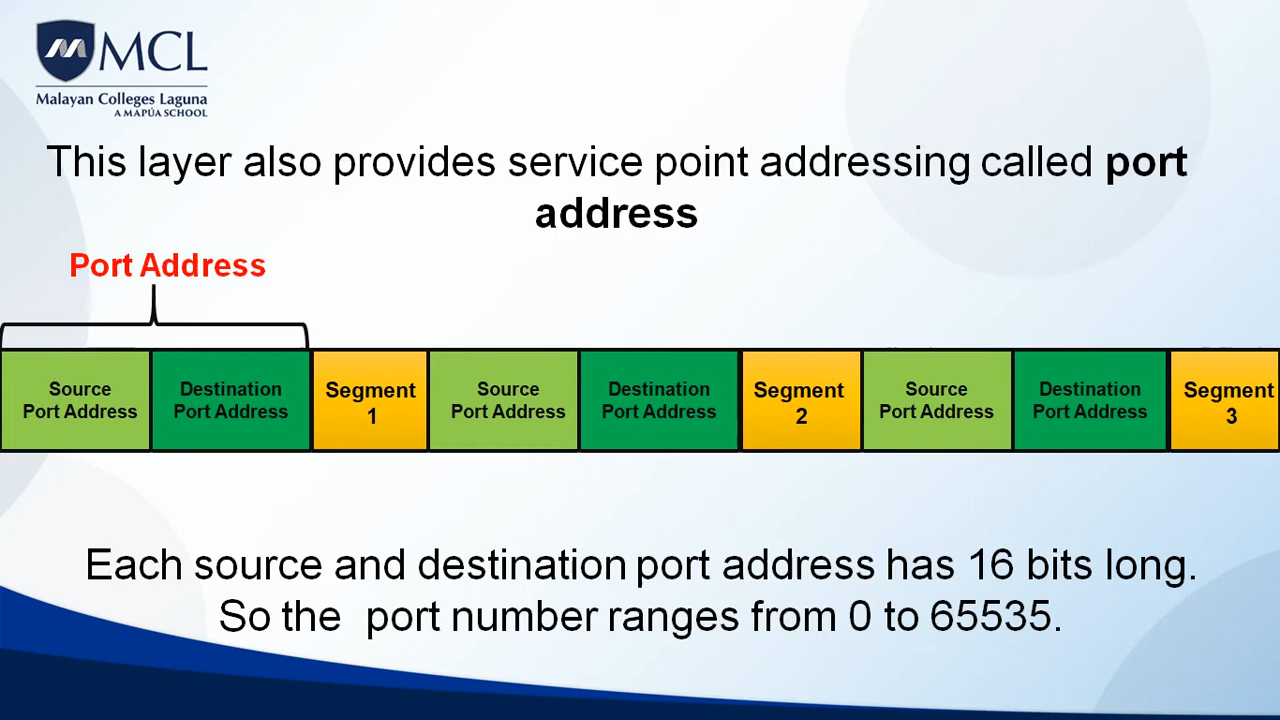 MCL
Malayan Colleges Laguna
A MAPÚA SCHOOL
This layer also provides service point addressing called port
address
Port Address
Source
Port Address
Destination
Port Address
Segment
1
Source
Port Address
Destination
Port Address
Segment
2
Source
Port Address
Destination
Port Address
Segment
3
Each source and destination port address has 16 bits long.
So the port number ranges from 0 to 65535.